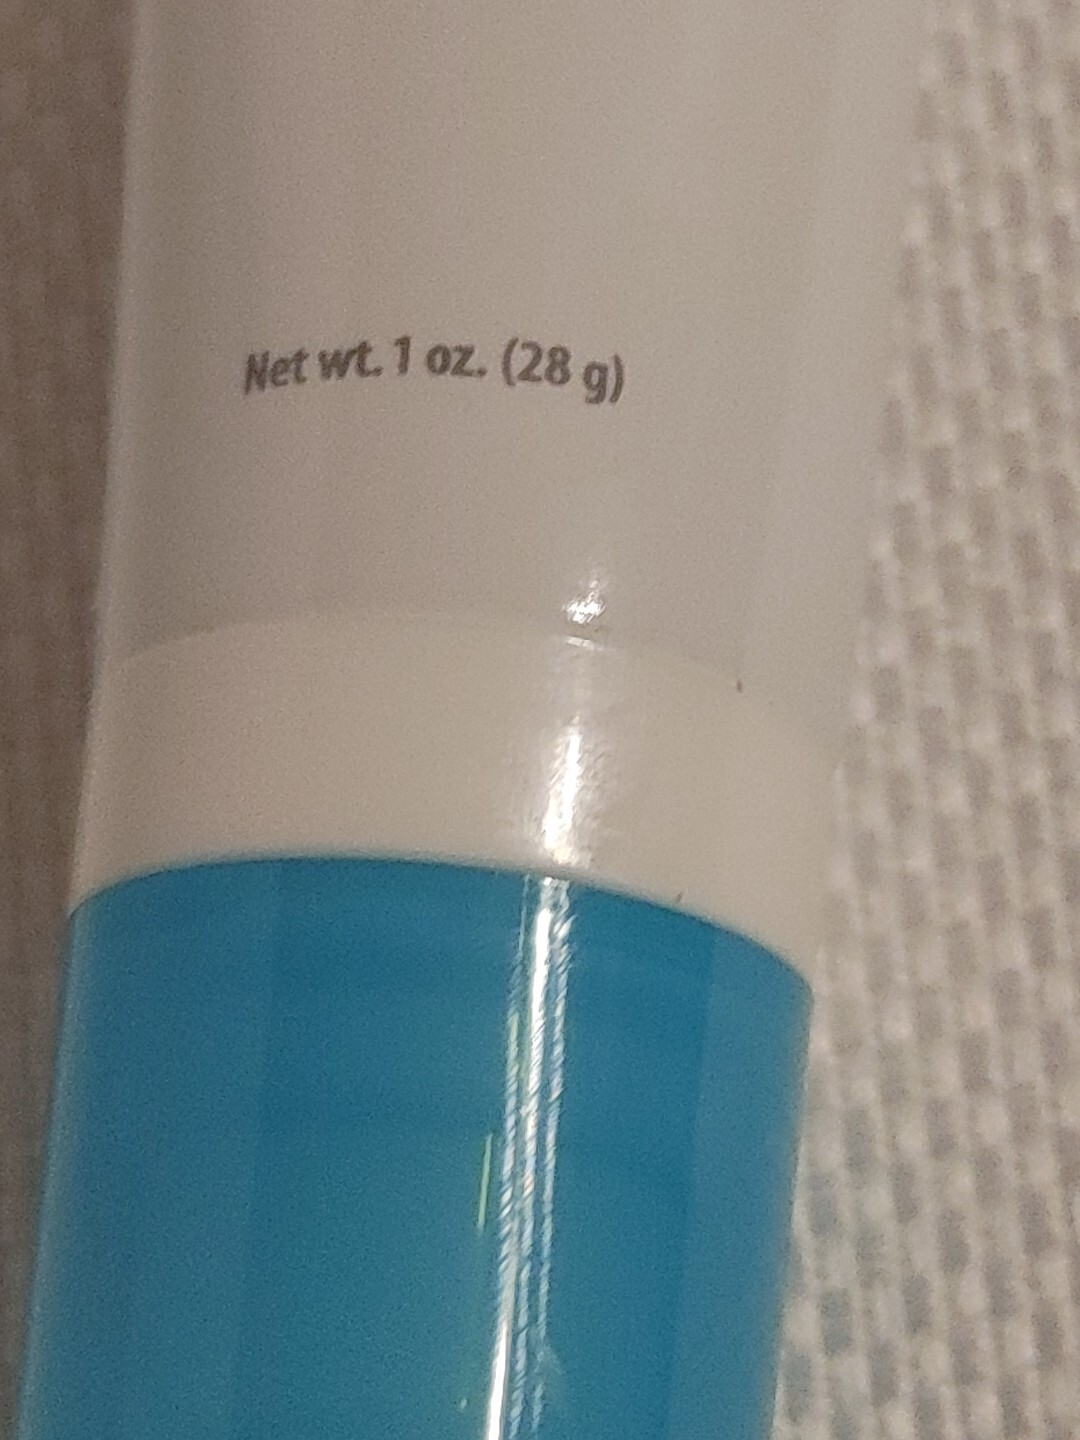 Net wt. 1 oz. (28 g)